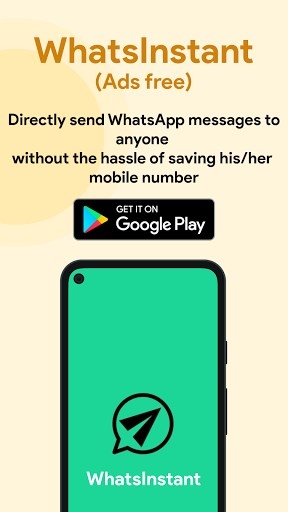 WhatsInstant
(Ads free)
Directly send WhatsApp messages to
anyone
without the hassle of saving his/her
mobile number
GET IT ON
Google Play
WhatsInstant